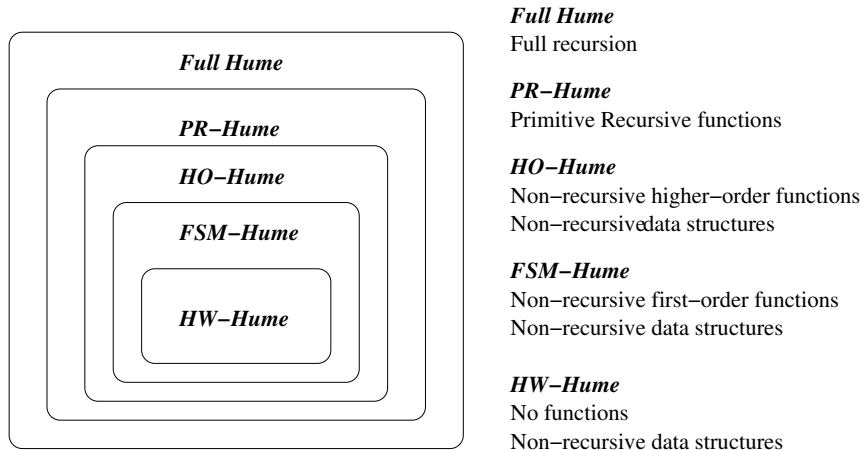 Full Hume
PR−Hume
HO−Hume
FSM−Hume
HW−Hume
Full Hume
Full recursion
PR−Hume
Primitive Recursive functions
HO−Hume
Non−recursive higher−order functions
Non−recursivedata structures
FSM−Hume
Non−recursive first−order functions
Non−recursive data structures
HW−Hume
No functions
Non−recursive data structures